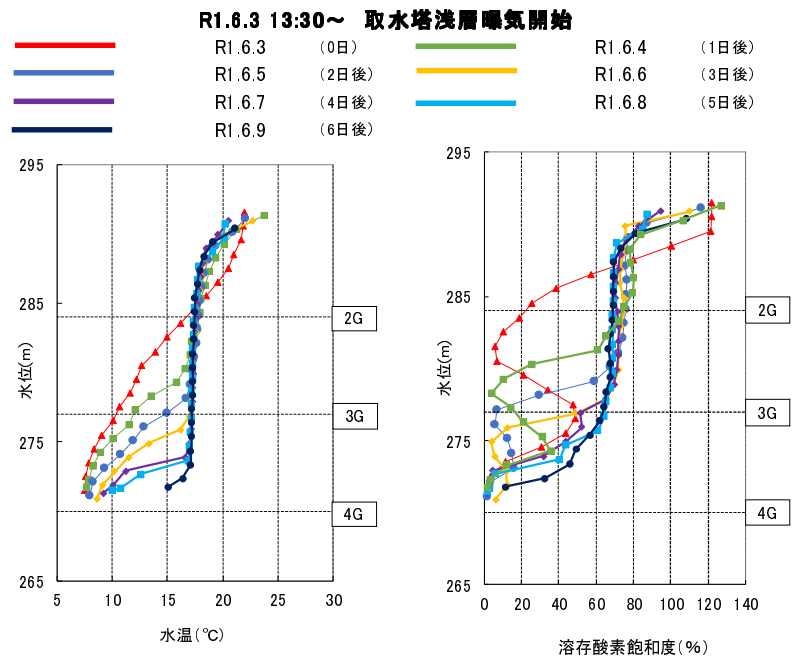 R1.6.3 13:30～ 取水塔浅層曝気開始
R1.6.3 (0日) R1.6.4 (1日後)
R1.6.5 (2日後) R1.6.6 (3日後)
R1.6.7 (4日後) R1.6.8 (5日後)
R1.6.9 (6日後)
295
285
275
265
水位(m)
5 10 15 20 25 30
水温(℃)
2G
3G
4G
295
285
275
265
水位(m)
0 20 40 60 80 100 120 140
溶存酸素飽和度(%)
2G
3G
4G